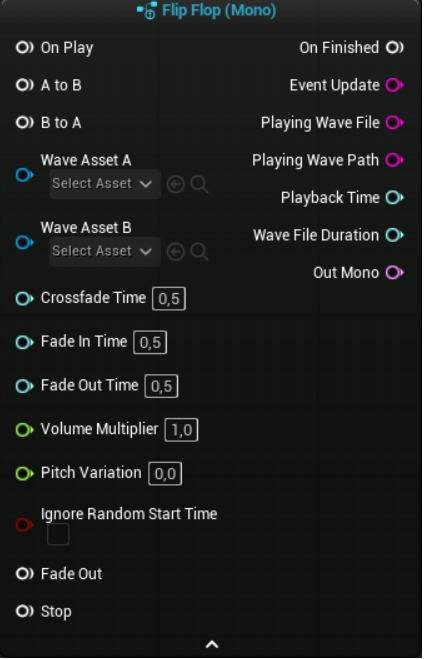 Flip Flop (Mono)
On Play
On Finished
A to B
Event Update
B to A
Playing Wave File
Wave Asset A
Select Asset
Playing Wave Path
Playback Time
Wave Asset B
Select Asset
Wave File Duration
Out Mono
Crossfade Time 0,5
Fade In Time 0,5
Fade Out Time 0,5
Volume Multiplier 1,0
Pitch Variation 0,0
Ignore Random Start Time
Fade Out
Stop